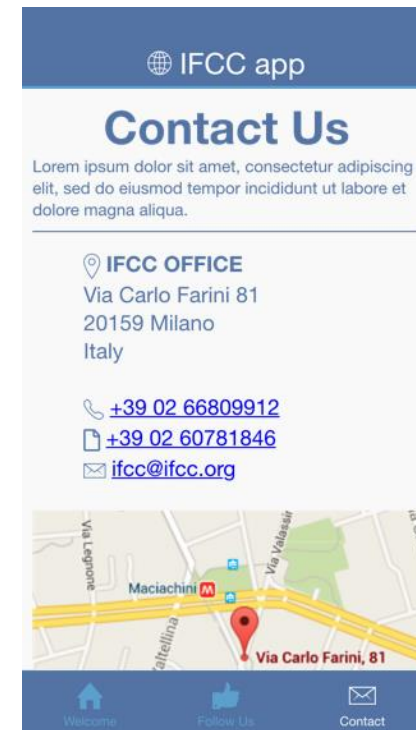 IFCC app
Contact Us
Lorem ipsum dolor sit amet, consectetur adipiscing
elit, sed do eiusmod tempor incididunt ut labore et
dolore magna aliqua.
IFCC OFFICE
Via Carlo Farini 81
20159 Milano
Italy
+39 02 66809912
+39 02 60781846
ifcc@ifcc.org
Via Legnone
Via Valassin
Maciachini M
altellina
Via Carlo Farini, 81
Welcome
Follow Us
Contact